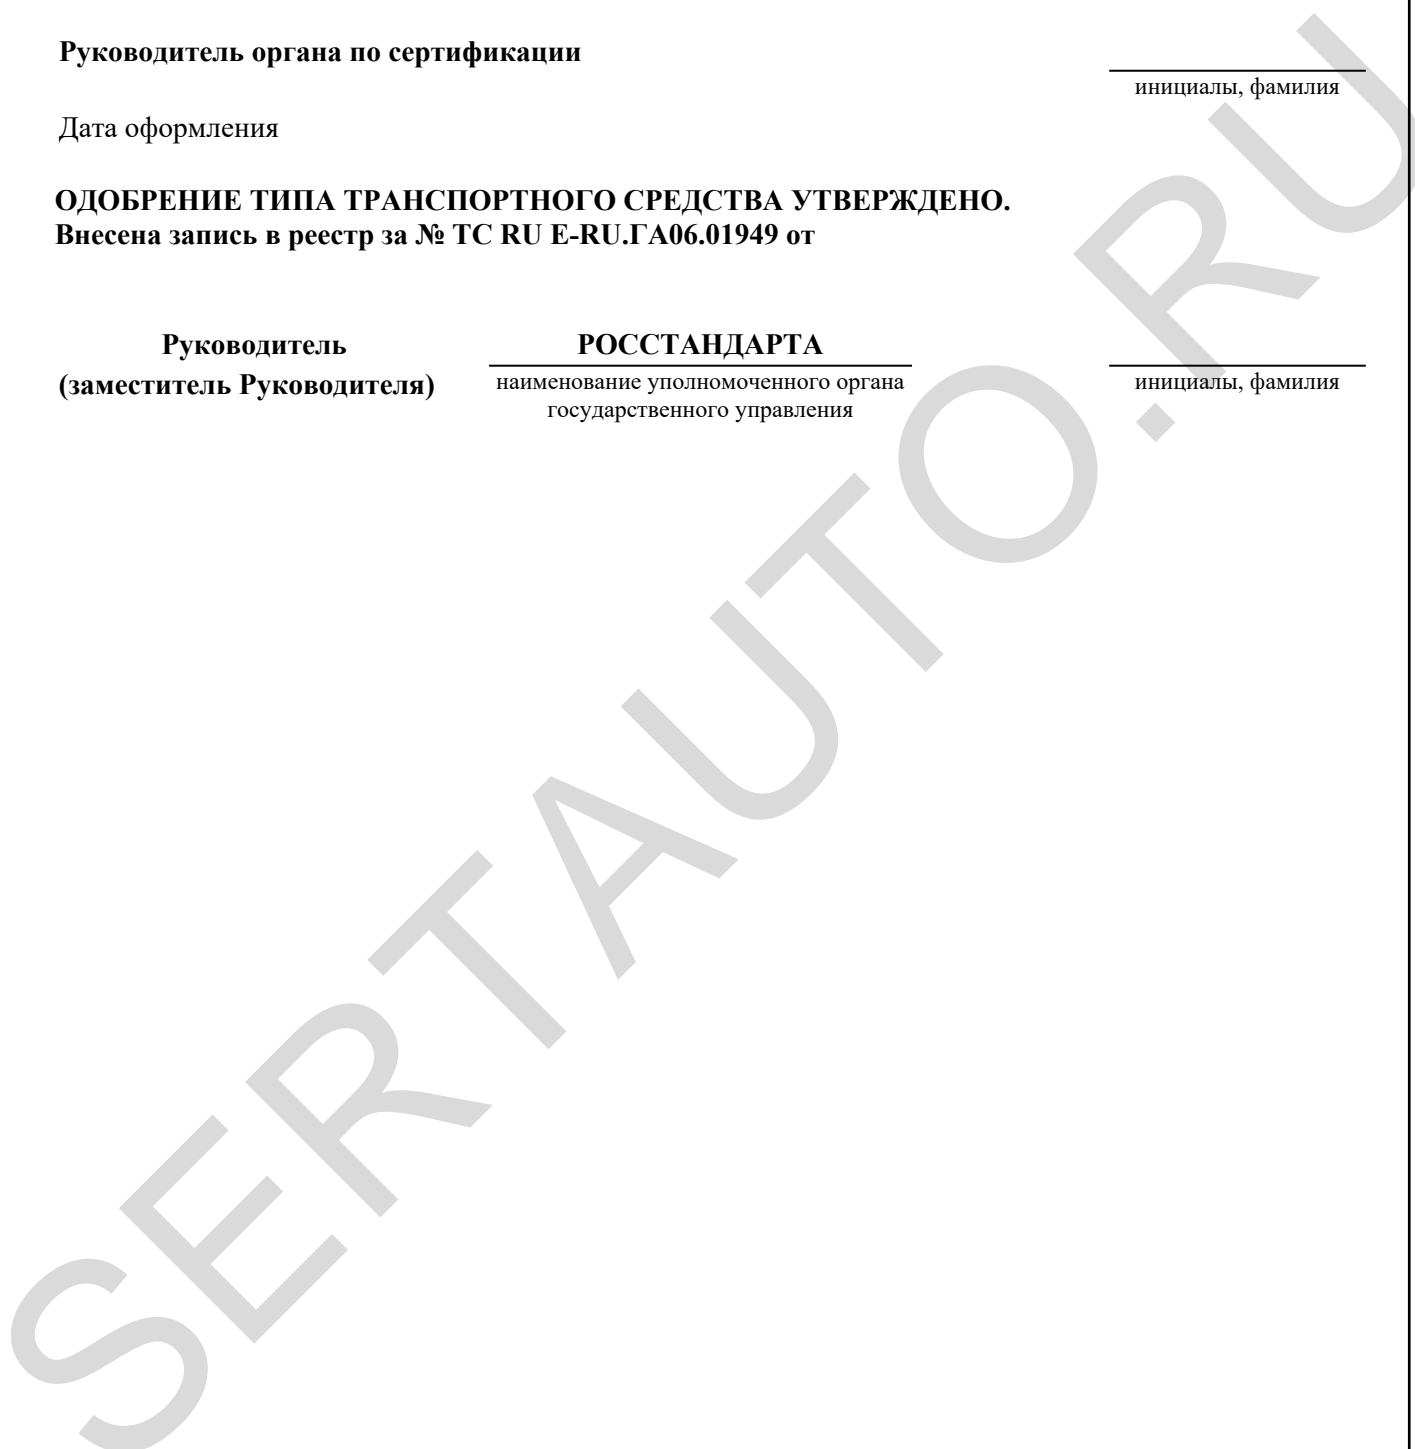 Руководитель органа по сертификации
инициалы, фамилия
Дата оформления
ОДОБРЕНИЕ ТИПА ТРАНСПОРТНОГО СРЕДСТВА УТВЕРЖДЕНО.
Внесена запись в реестр за № ТС RU E-RU.ГА06.01949 от
Руководитель
(заместитель Руководителя)
РОССТАНДАРТА
наименование уполномоченного органа
государственного управления
инициалы, фамилия
SERTAUTO.RU